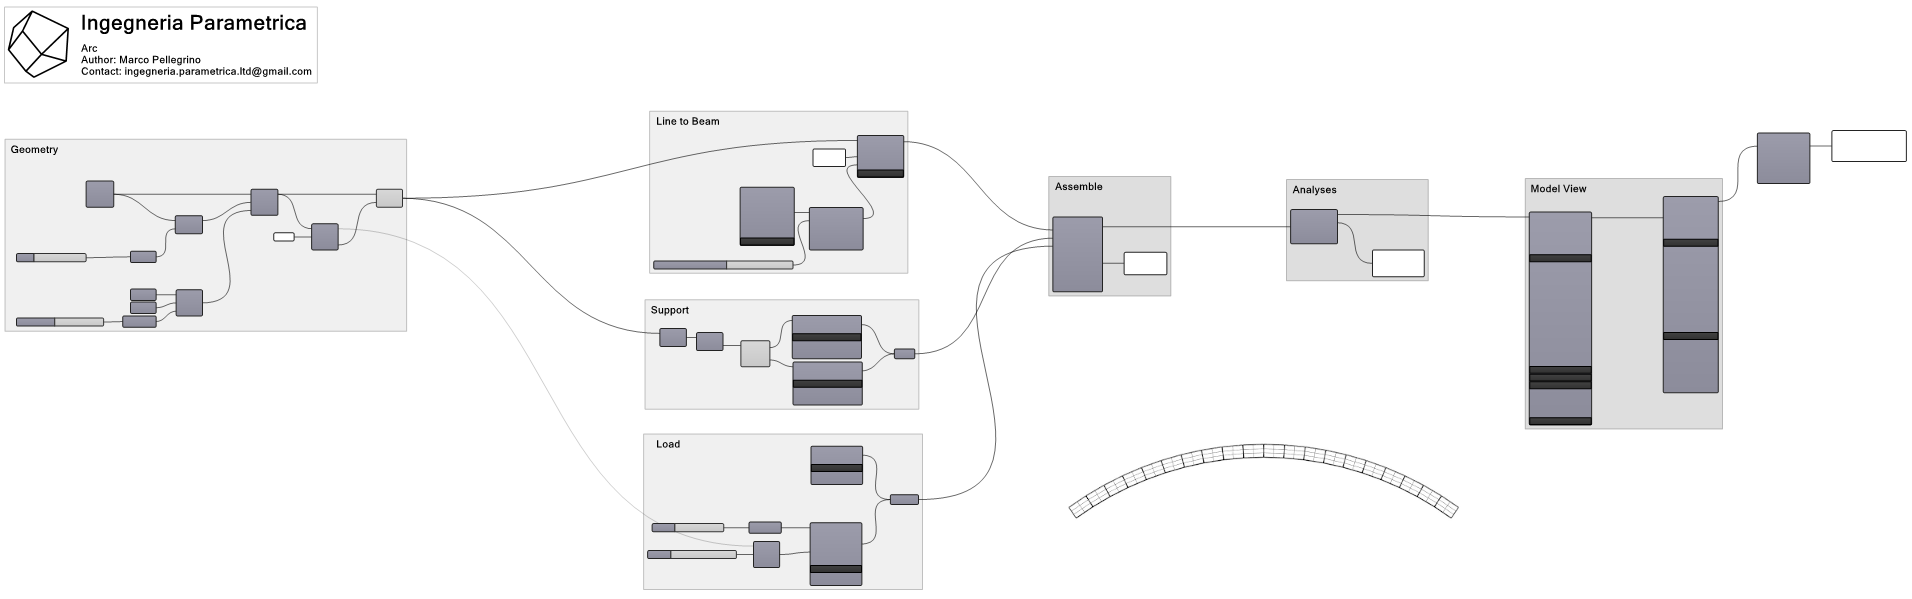 Ingegneria Parametrica
Arc
Author: Marco Pellegrino
Contact: ingegneria.parametrica.ltd@gmail.com
Geometry
Line to Beam
Support
Load
Assemble
Analyses
Model View